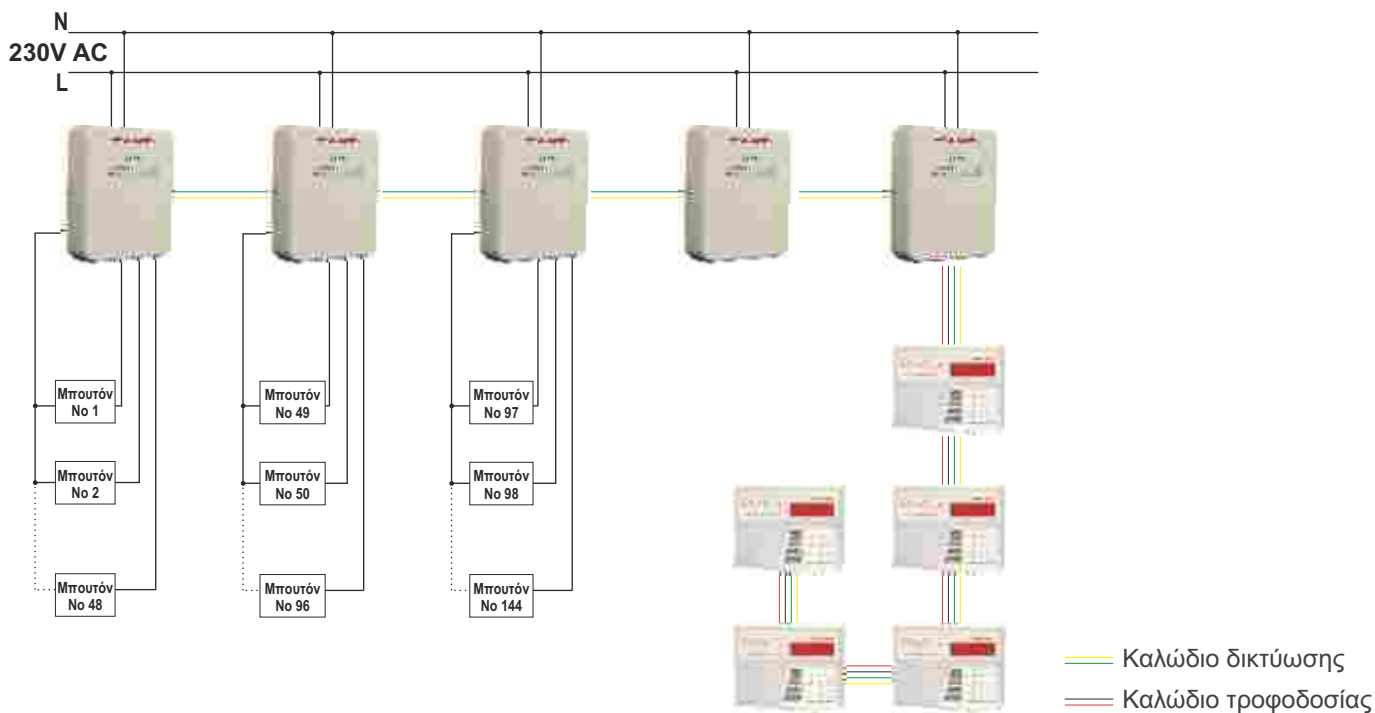 N
230V AC
L
Μπουτόν
No 1
Μπουτόν
No 49
Μπουτόν
No 97
Μπουτόν
No 2
Μπουτόν
No 50
Μπουτόν
No 98
Μπουτόν
No 48
Μπουτόν
No 96
Μπουτόν
No 144
Καλώδιο δικτύωσης
Καλώδιο τροφοδοσίας